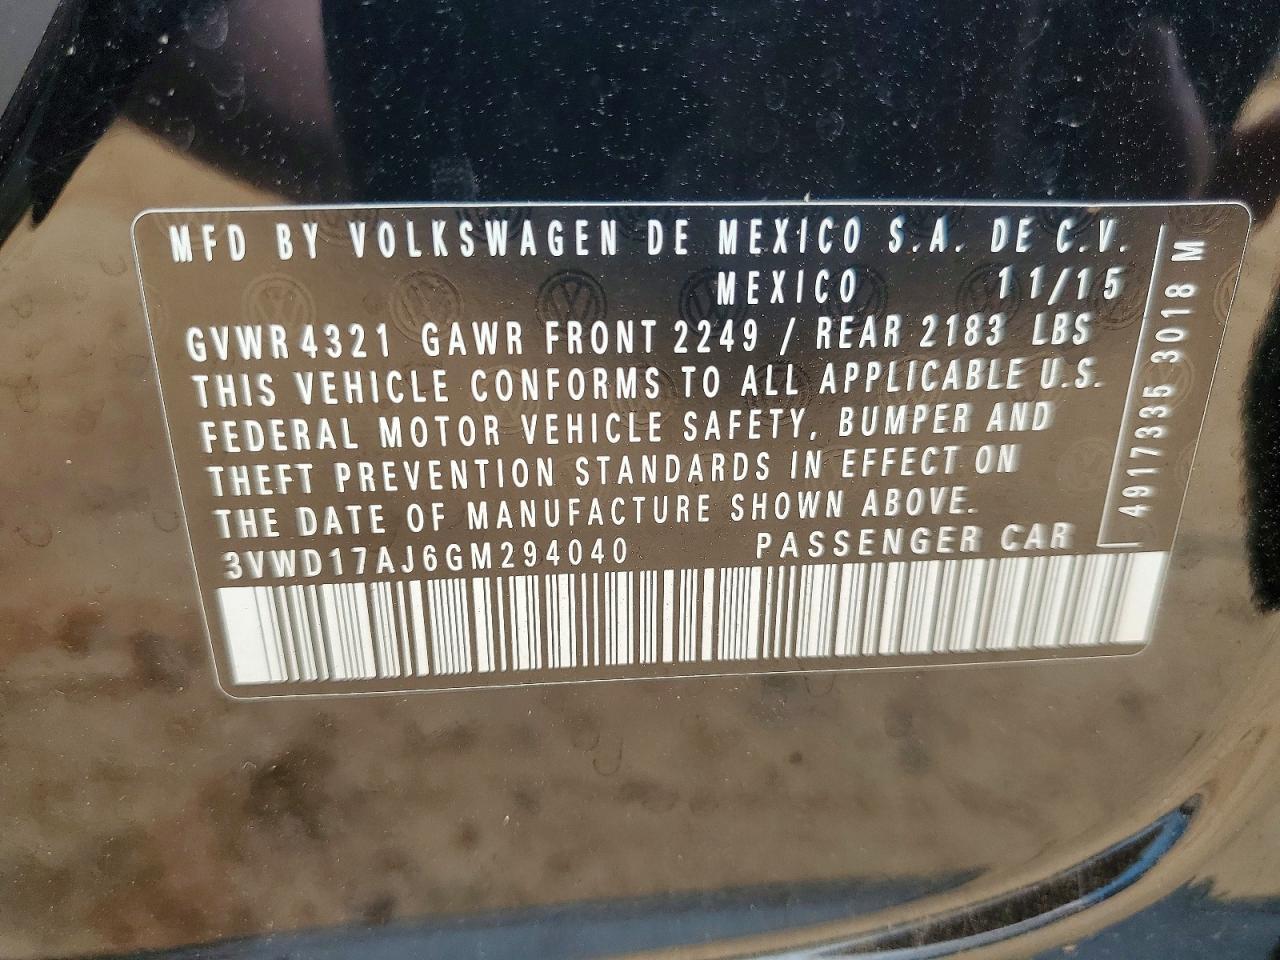 MFD BY VOLKSWAGEN DE MEXICO S.A. DE C.V.
MEXICO 11/15
GVWR 4321 GAWR FRONT 2249 / REAR 2183 LBS
THIS VEHICLE CONFORMS TO ALL APPLICABLE U.S.
FEDERAL MOTOR VEHICLE SAFETY, BUMPER AND
THEFT PREVENTION STANDARDS IN EFFECT ON
THE DATE OF MANUFACTURE SHOWN ABOVE.
3VWD17AJ6GM294040 PASSENGER CAR
4917335 3018 M